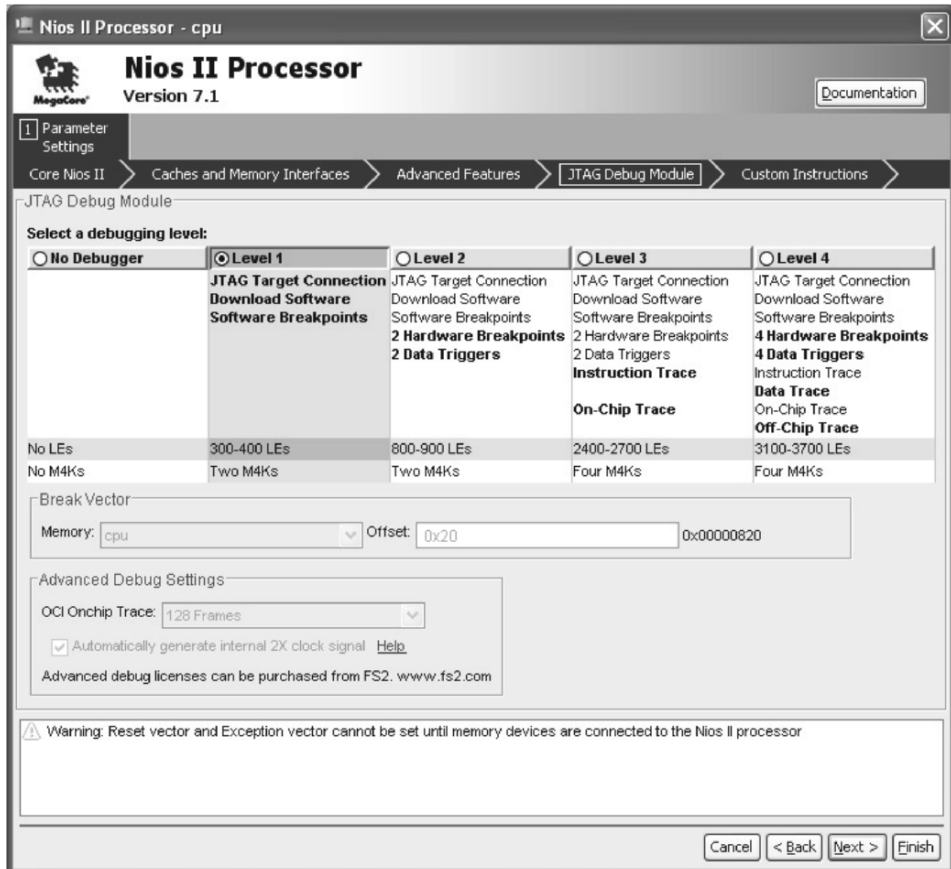 Nios II Processor - cpu
MegaCore®
Nios II Processor
Version 7.1
Documentation
1 Parameter
Settings
Core Nios II
Caches and Memory Interfaces
Advanced Features
JTAG Debug Module
Custom Instructions
JTAG Debug Module
Select a debugging level:
No Debugger
Level 1
JTAG Target Connection
Download Software
Software Breakpoints
Level 2
JTAG Target Connection
Download Software
Software Breakpoints
2 Hardware Breakpoints
2 Data Triggers
Level 3
JTAG Target Connection
Download Software
Software Breakpoints
2 Hardware Breakpoints
2 Data Triggers
Instruction Trace
On-Chip Trace
Level 4
JTAG Target Connection
Download Software
Software Breakpoints
4 Hardware Breakpoints
4 Data Triggers
Instruction Trace
Data Trace
On-Chip Trace
Off-Chip Trace
No LEs 300-400 LEs 800-900 LEs 2400-2700 LEs 3100-3700 LEs
No M4Ks Two M4Ks Two M4Ks Four M4Ks Four M4Ks
Break Vector
Memory: cpu Offset: 0x20 0x00000820
Advanced Debug Settings
OCI Onchip Trace: 128 Frames
Automatically generate internal 2X clock signal Help
Advanced debug licenses can be purchased from FS2. www.fs2.com
Warning: Reset vector and Exception vector cannot be set until memory devices are connected to the Nios II processor
Cancel < Back Next > Finish